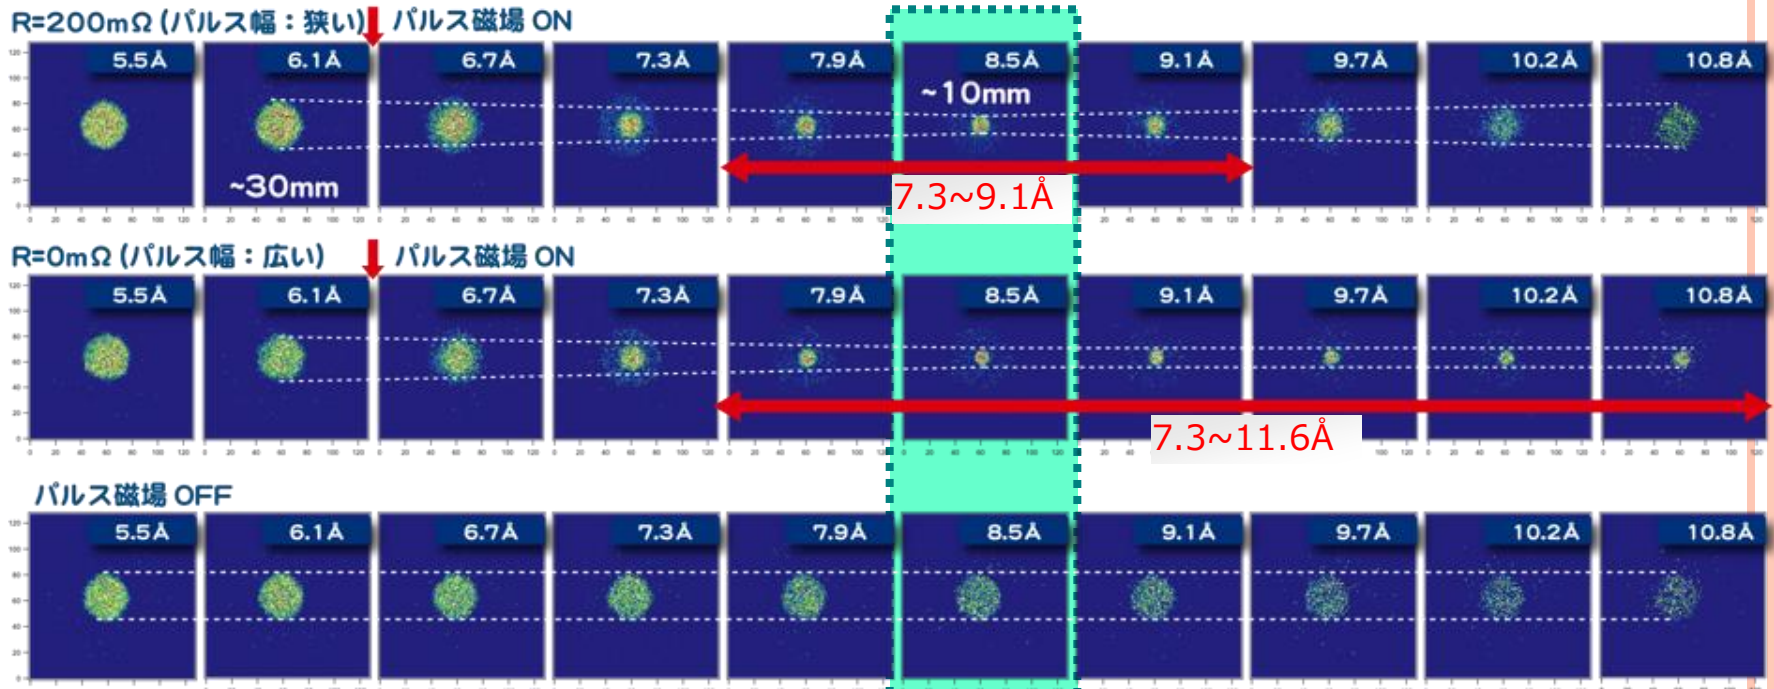 R=200mΩ (パルス幅：狭い) パルス磁場 ON
5.5Å 6.1Å 6.7Å 7.3Å 7.9Å 8.5Å 9.1Å 9.7Å 10.2Å 10.8Å
~10mm
~30mm
7.3~9.1Å
R=0mΩ (パルス幅：広い) パルス磁場 ON
5.5Å 6.1Å 6.7Å 7.3Å 7.9Å 8.5Å 9.1Å 9.7Å 10.2Å 10.8Å
7.3~11.6Å
パルス磁場 OFF
5.5Å 6.1Å 6.7Å 7.3Å 7.9Å 8.5Å 9.1Å 9.7Å 10.2Å 10.8Å